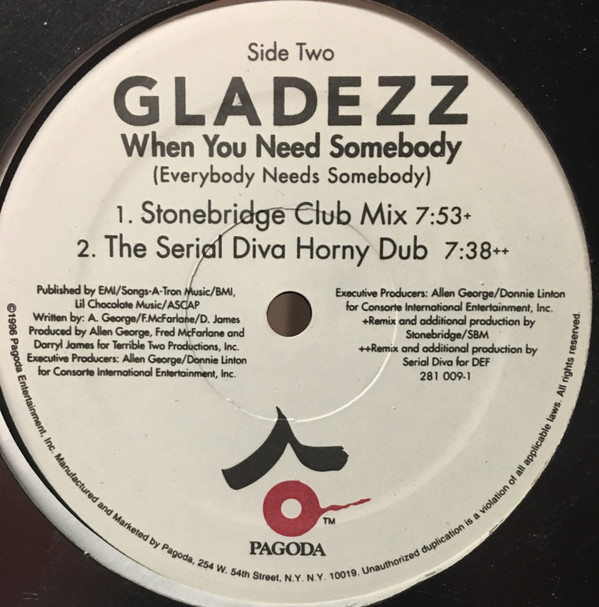 Side Two
GLADEZZ
When You Need Somebody
(Everybody Needs Somebody)
1. Stonebridge Club Mix 7:53+
2. The Serial Diva Horny Dub 7:38++
Published by EMI/Songs-A-Tron Music/BMI,
Lil Chocolate Music/ASCAP
Written by: A. George/F.McFarlane/D. James
Produced by Allen George, Fred McFarlane and
Darryl James for Terrible Two Productions, Inc.
Executive Producers: Allen George/Donnie Linton
for Consorte International Entertainment, Inc.
Executive Producers: Allen George/Donnie Linton
for Consorte International Entertainment, Inc.
+Remix and additional production by
Stonebridge/SBM
++Remix and additional production by
Serial Diva for DEF
281 009-1
TM
PAGODA
©1996 Pagoda Entertainment, Inc. Manufactured and Marketed by Pagoda, 254 W. 54th Street, N.Y. N.Y. 10019. Unauthorized duplication is a violation of all applicable laws. All rights reserved.